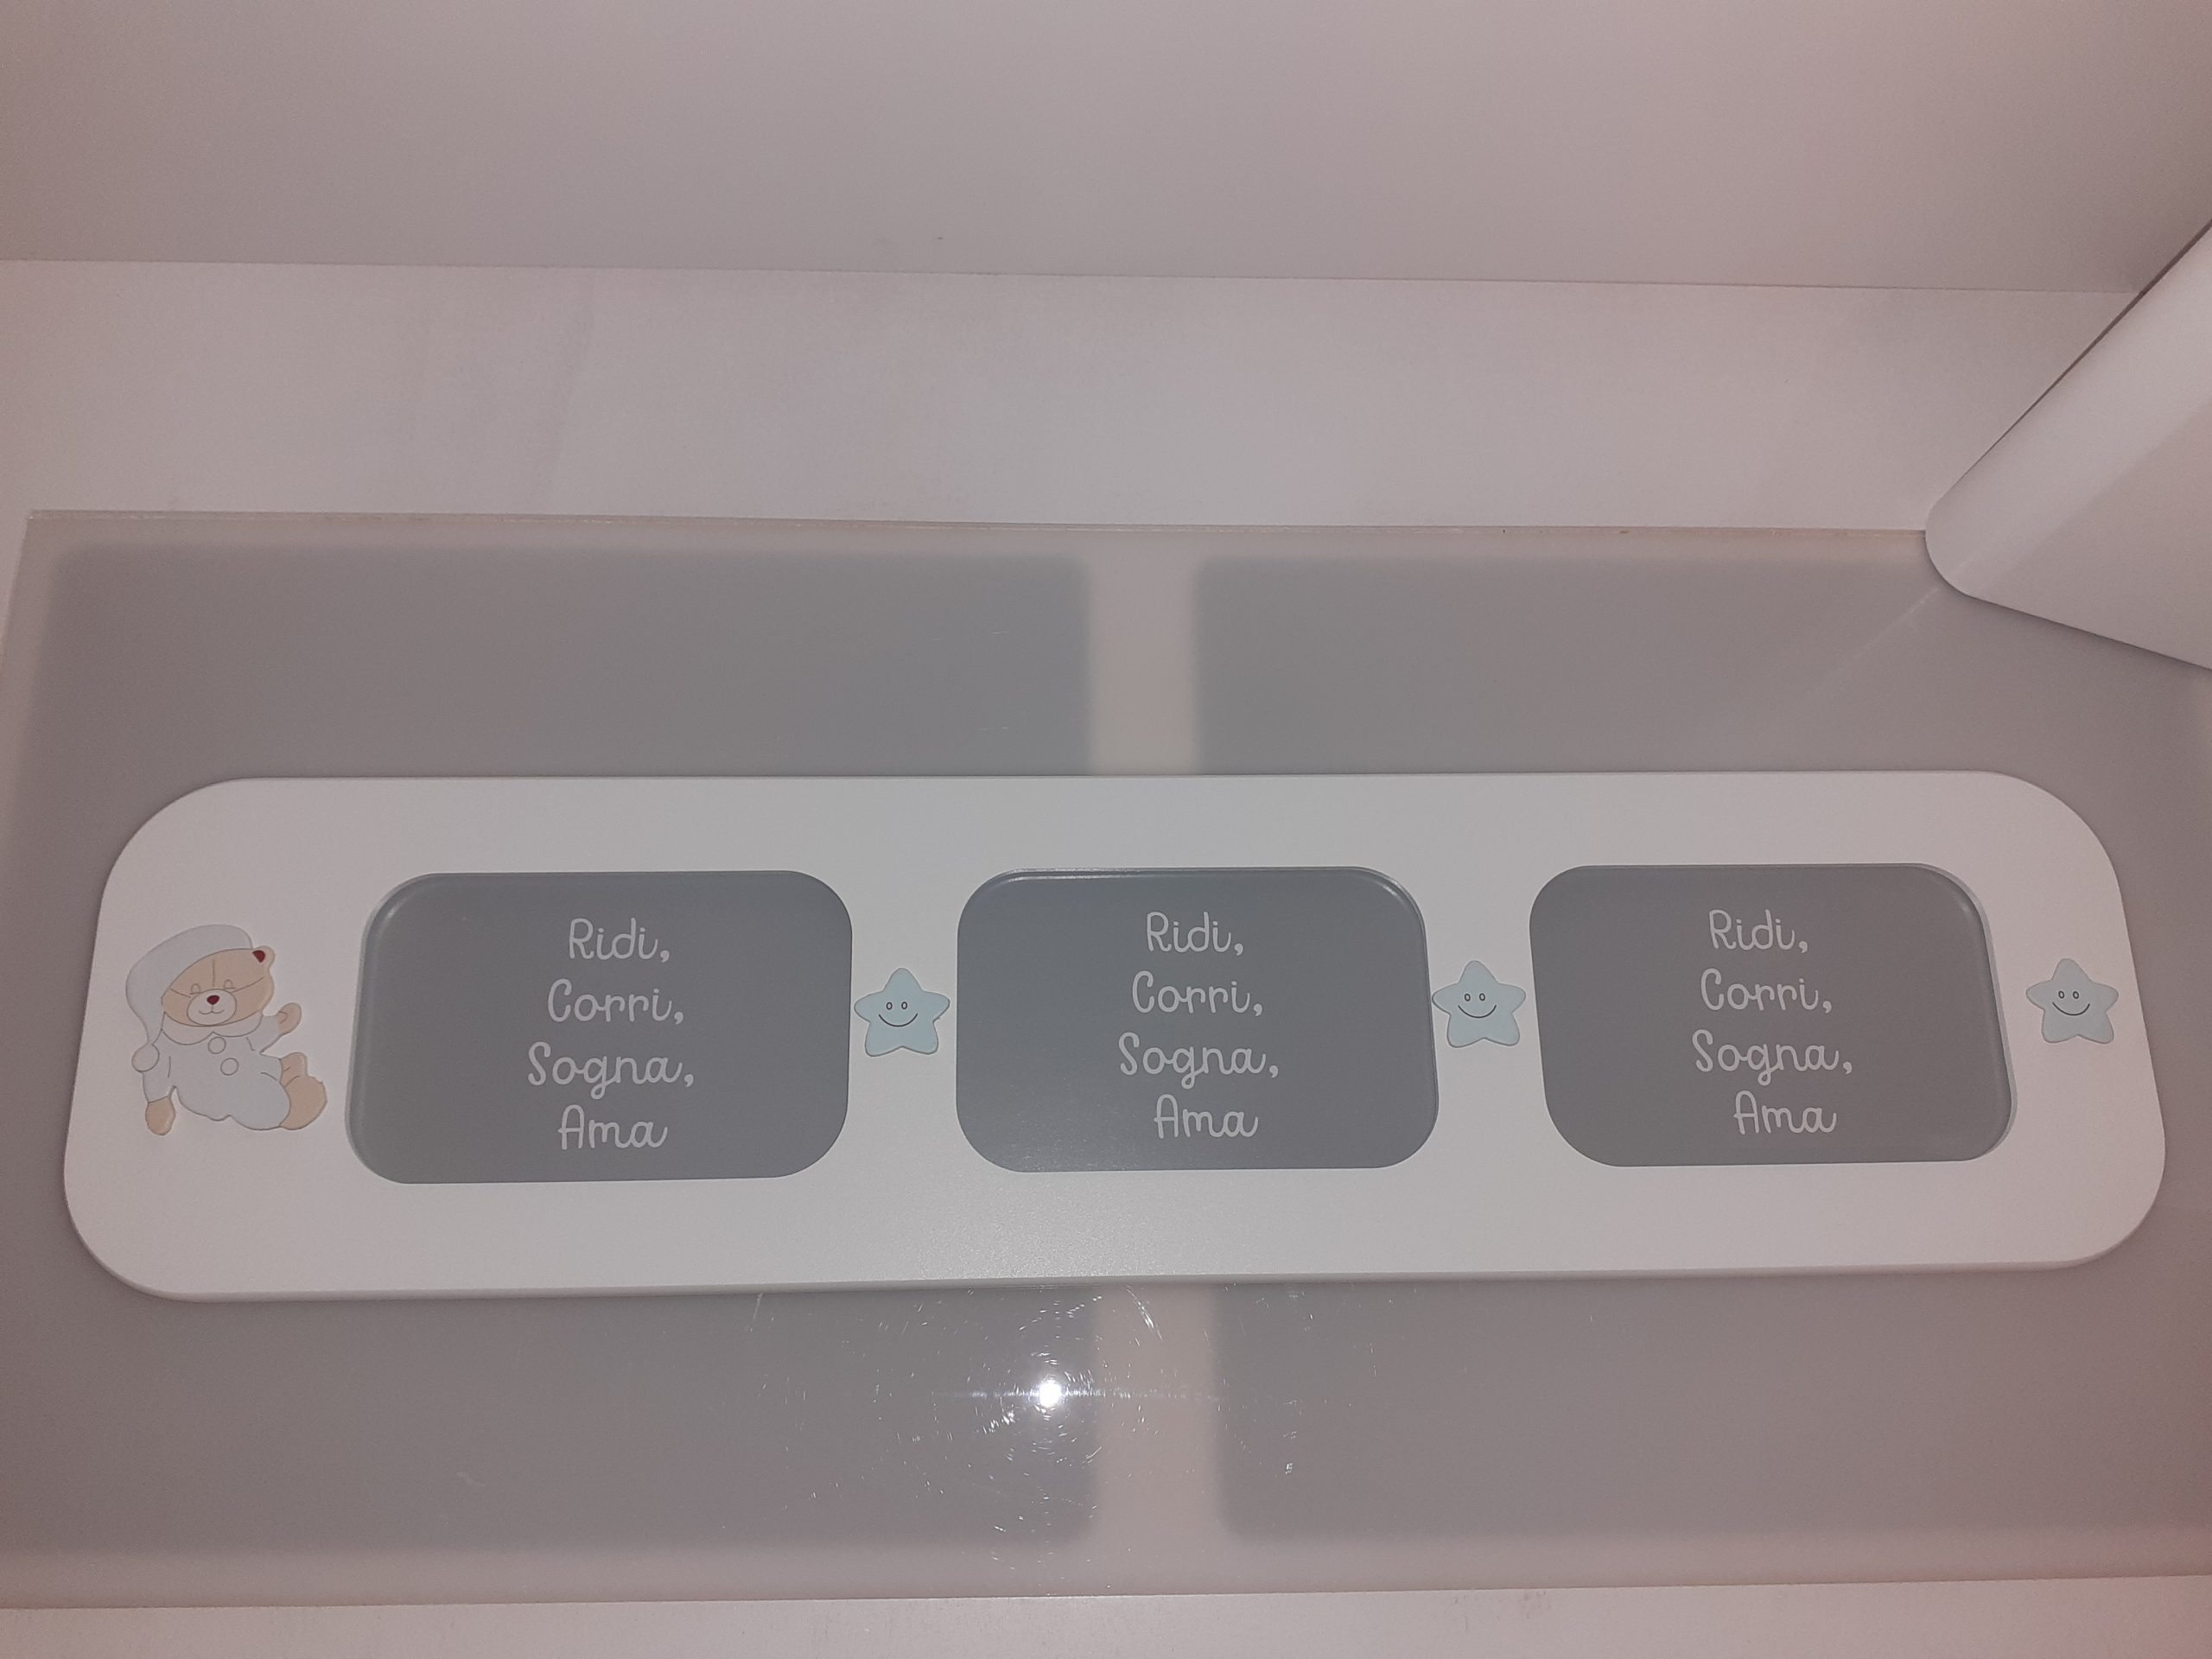 Ridi,
Corri,
Sogna,
Ama
Ridi,
Corri,
Sogna,
Ama
Ridi,
Corri,
Sogna,
Ama